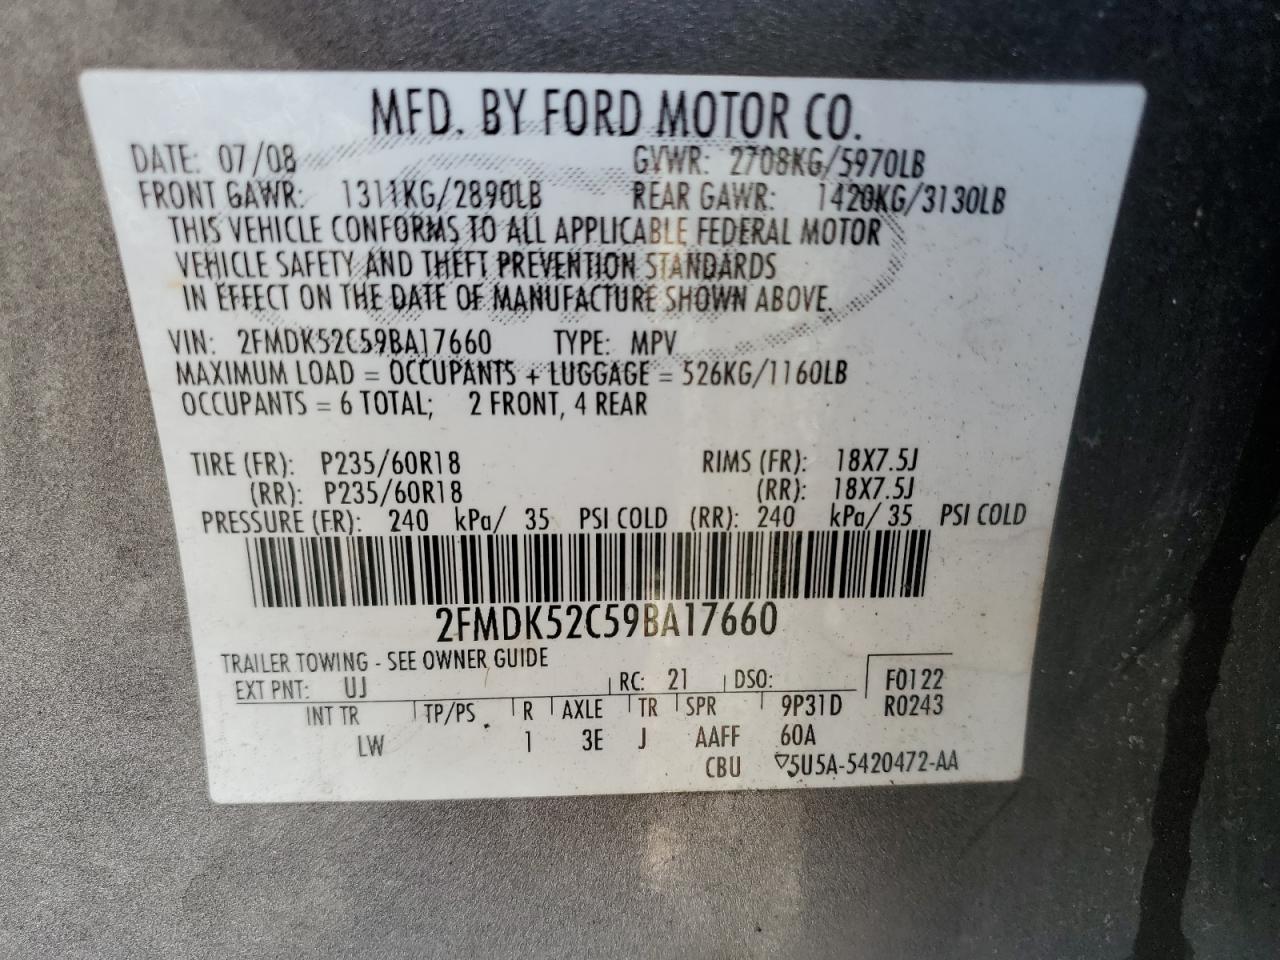 MFD. BY FORD MOTOR CO.
DATE: 07/08 GVWR: 2708KG/5970LB
FRONT GAWR: 1311KG/2890LB REAR GAWR: 1420KG/3130LB
THIS VEHICLE CONFORMS TO ALL APPLICABLE FEDERAL MOTOR
VEHICLE SAFETY AND THEFT PREVENTION STANDARDS
IN EFFECT ON THE DATE OF MANUFACTURE SHOWN ABOVE.
VIN: 2FMDK52C59BA17660 TYPE: MPV
MAXIMUM LOAD = OCCUPANTS + LUGGAGE = 526KG/1160LB
OCCUPANTS = 6 TOTAL; 2 FRONT, 4 REAR
TIRE (FR): P235/60R18 RIMS (FR): 18X7.5J
(RR): P235/60R18 (RR): 18X7.5J
PRESSURE (FR): 240 kPa/ 35 PSI COLD (RR): 240 kPa/ 35 PSI COLD
2FMDK52C59BA17660
TRAILER TOWING - SEE OWNER GUIDE
EXT PNT: UJ RC: 21 DSO: F0122
INT TR TP/PS R AXLE TR SPR 9P31D R0243
LW 1 3E J AAFF 60A
CBU ▽5U5A-5420472-AA